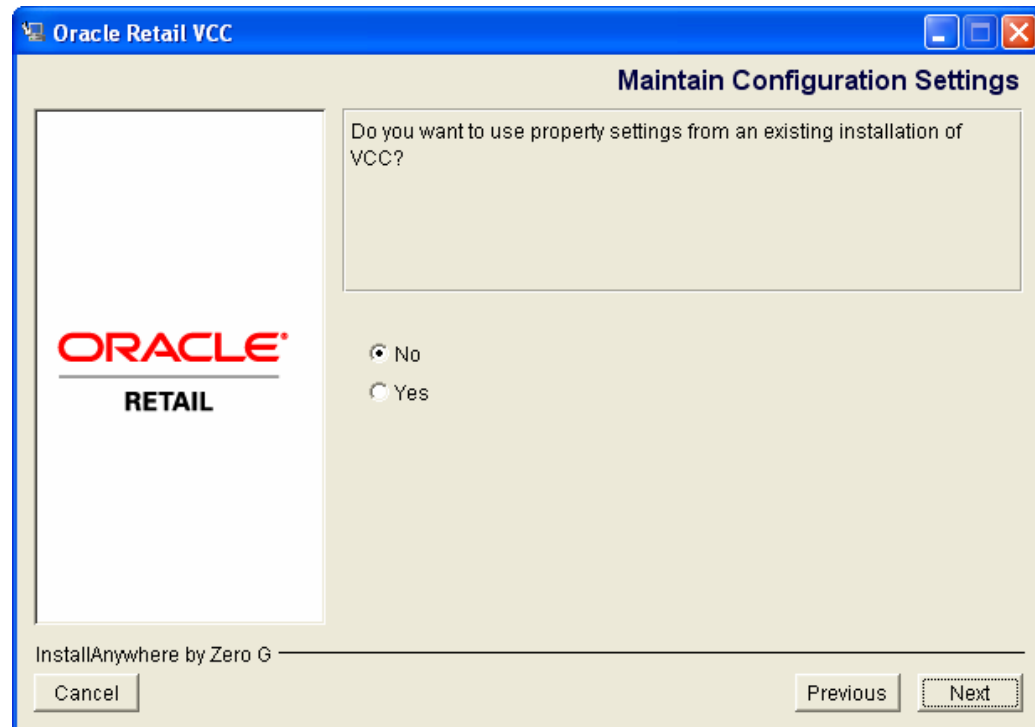 Oracle Retail VCC
Maintain Configuration Settings
Do you want to use property settings from an existing installation of
VCC?
ORACLE
RETAIL
No
Yes
InstallAnywhere by Zero G
Cancel
Previous
Next